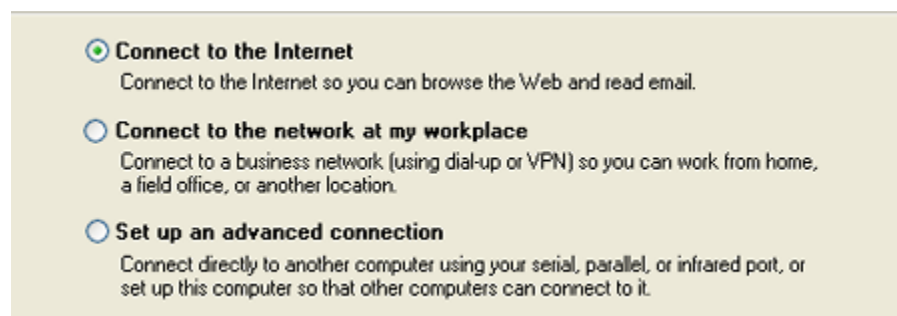 Connect to the Internet
Connect to the Internet so you can browse the Web and read email.
Connect to the network at my workplace
Connect to a business network (using dial-up or VPN) so you can work from home,
a field office, or another location.
Set up an advanced connection
Connect directly to another computer using your serial, parallel, or infrared port, or
set up this computer so that other computers can connect to it.